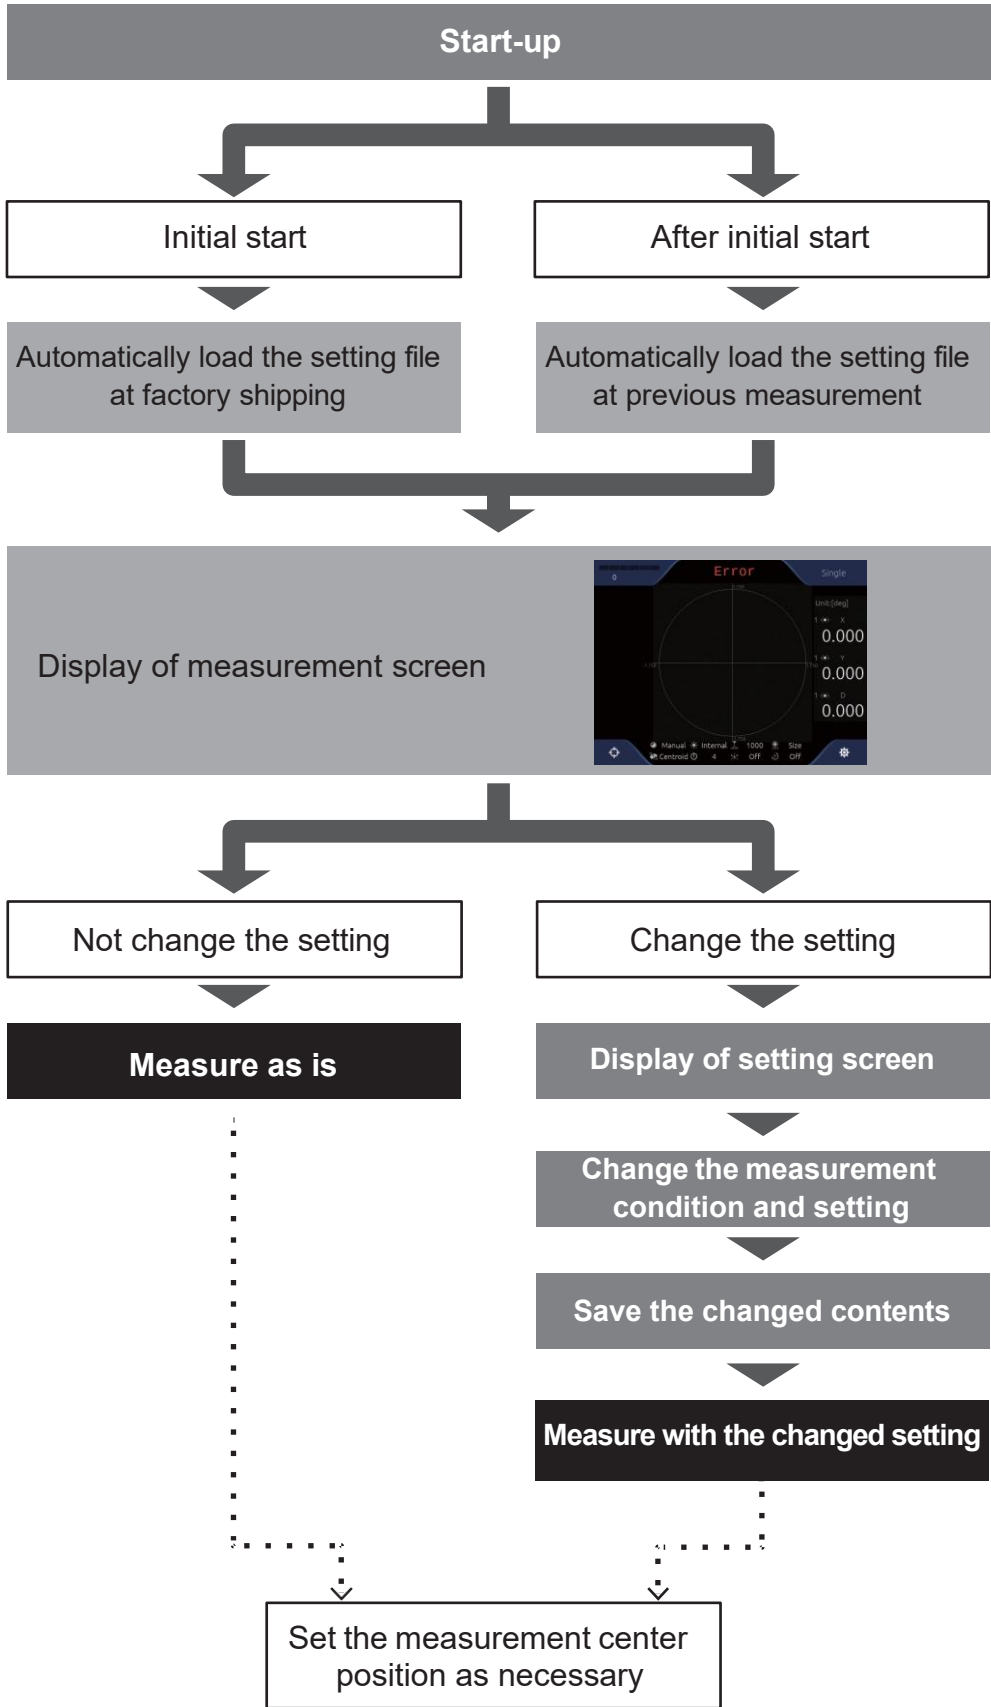 Start-up
Initial start
After initial start
Automatically load the setting file
at factory shipping
Automatically load the setting file
at previous measurement
Display of measurement screen
0
Error
Single
Unit:[deg]
1 X
0.000
1 Y
0.000
1 D
0.000
Manual Internal 1000 Size
Centroid 4 Off Off
Not change the setting
Change the setting
Measure as is
Display of setting screen
Change the measurement
condition and setting
Save the changed contents
Measure with the changed setting
Set the measurement center
position as necessary